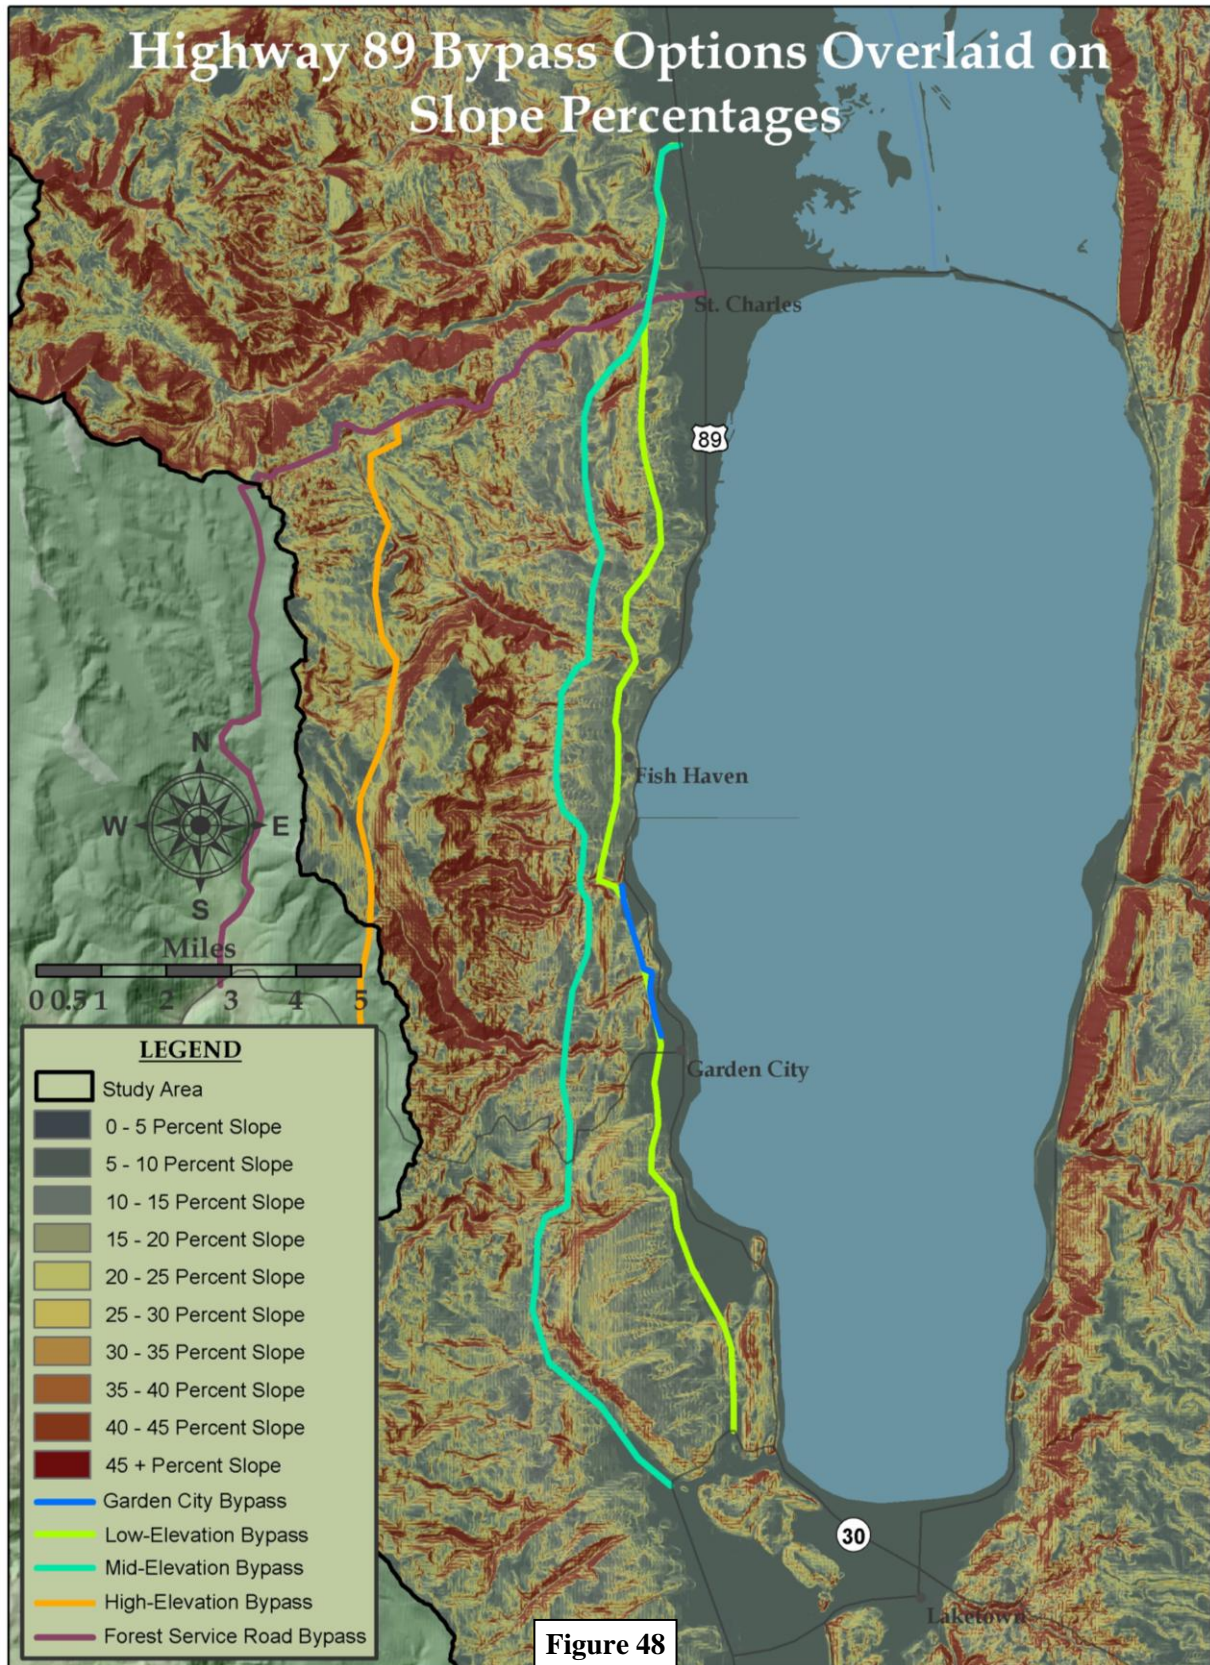 Highway 89 Bypass Options Overlaid on
Slope Percentages
St. Charles
89
Fish Haven
N
W E
S
Miles
0 0.5 1 2 3 4 5
Garden City
LEGEND
Study Area
0 - 5 Percent Slope
5 - 10 Percent Slope
10 - 15 Percent Slope
15 - 20 Percent Slope
20 - 25 Percent Slope
25 - 30 Percent Slope
30 - 35 Percent Slope
35 - 40 Percent Slope
40 - 45 Percent Slope
45 + Percent Slope
Garden City Bypass
Low-Elevation Bypass
Mid-Elevation Bypass
High-Elevation Bypass
Forest Service Road Bypass
30
Laketown
Figure 48